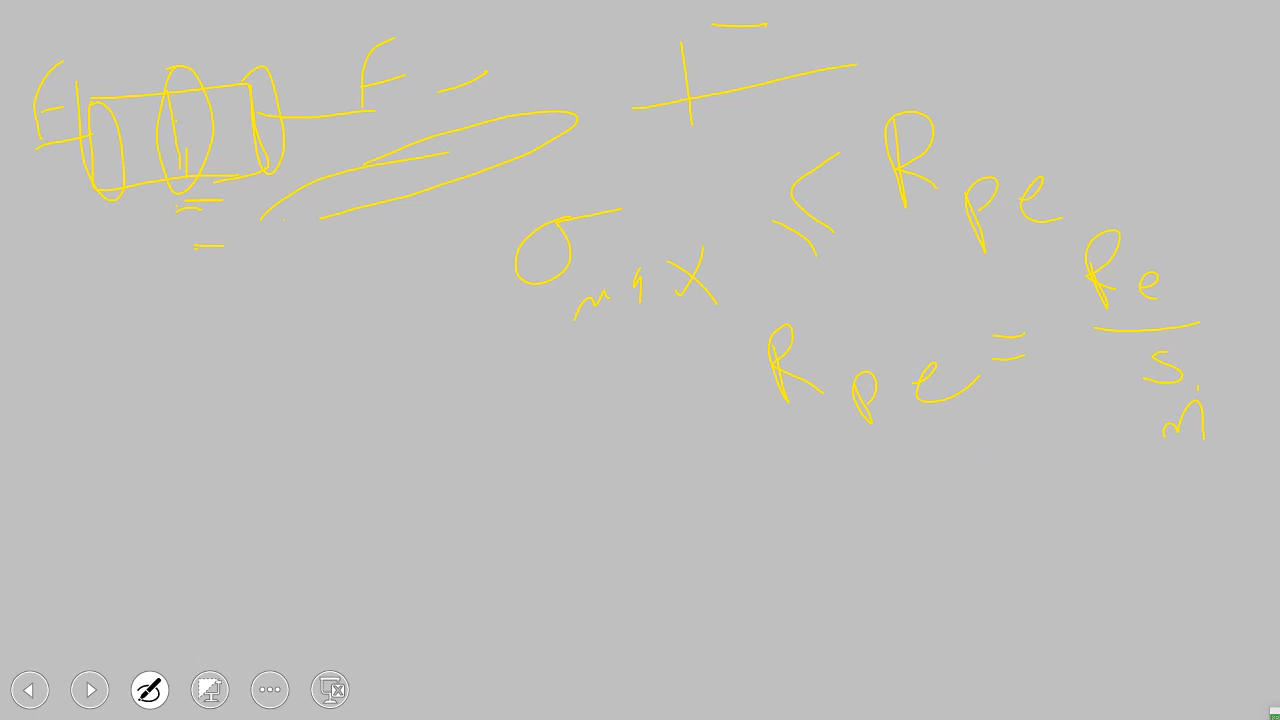 F F
σmax ≤ Rpe
Rpe = Re
s